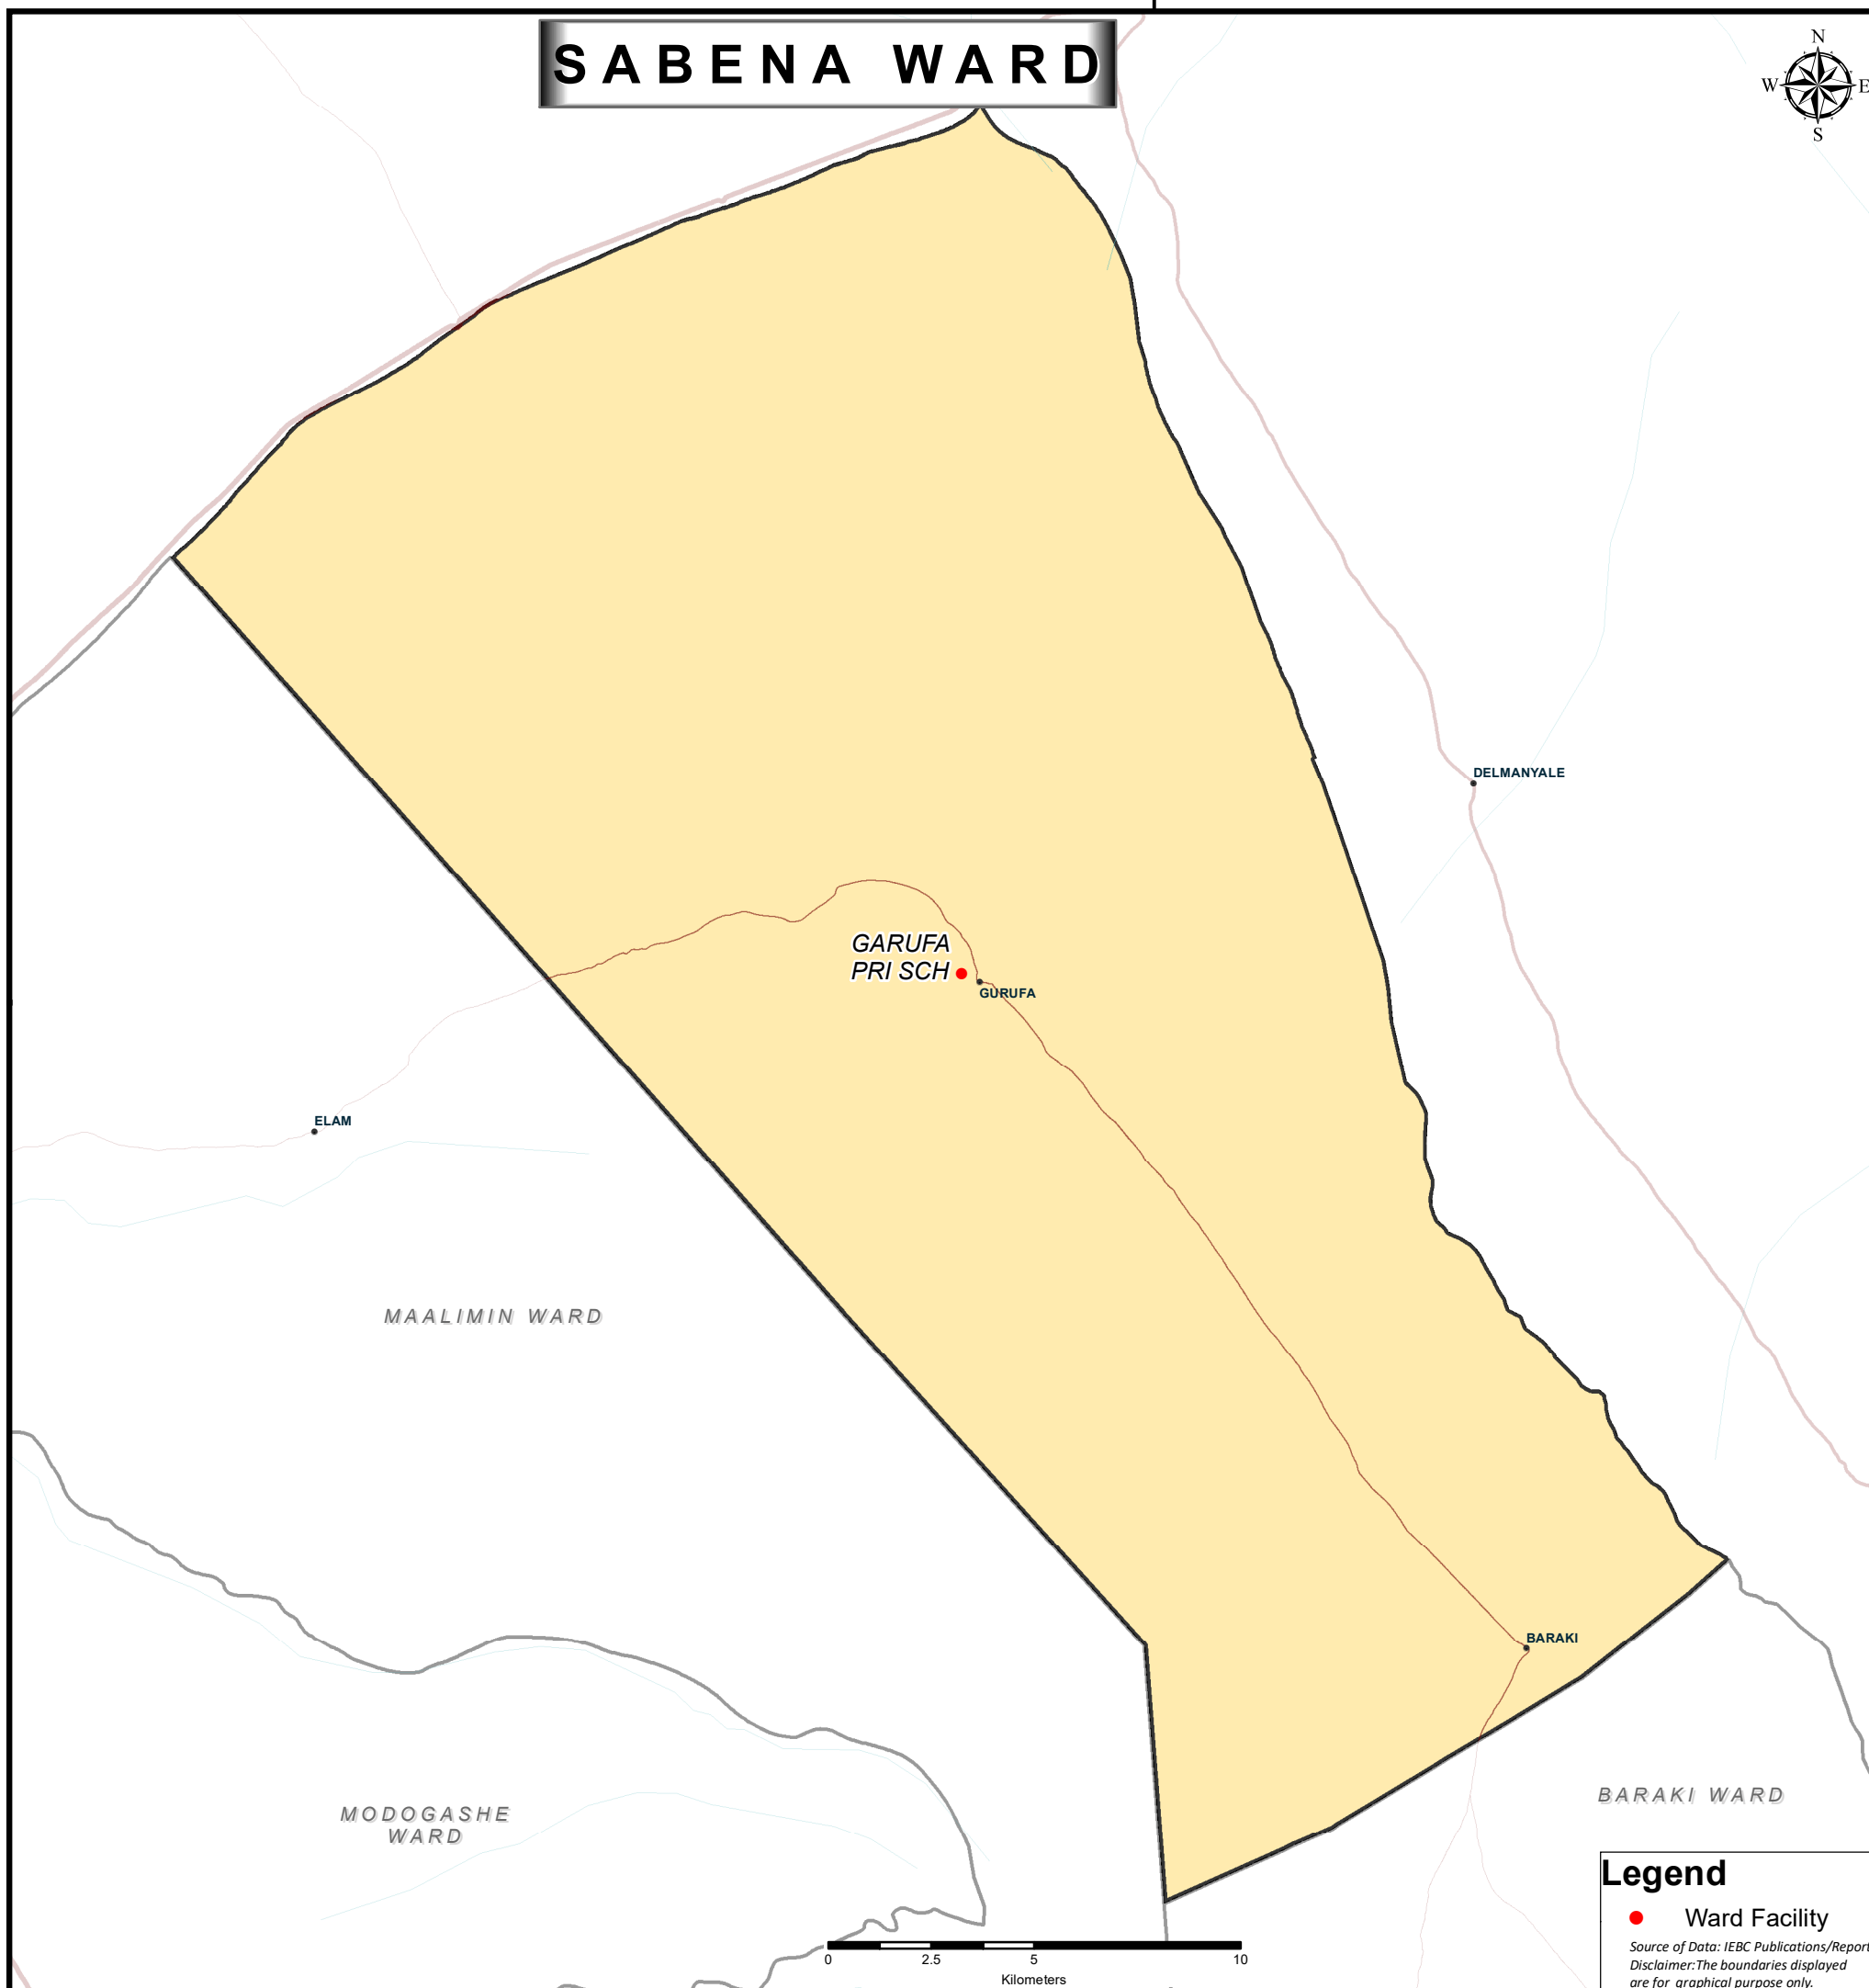 SABENA WARD
N
W
E
S
DELMANYALE
GARUFA
PRI SCH
GURUFA
ELAM
MAALIMIN WARD
BARAKI
MODOGASHE
WARD
BARAKI WARD
Legend
Ward Facility
Source of Data: IEBC Publications/Report
Disclaimer:The boundaries displayed
are for graphical purpose only.
0 2.5 5 10
Kilometers